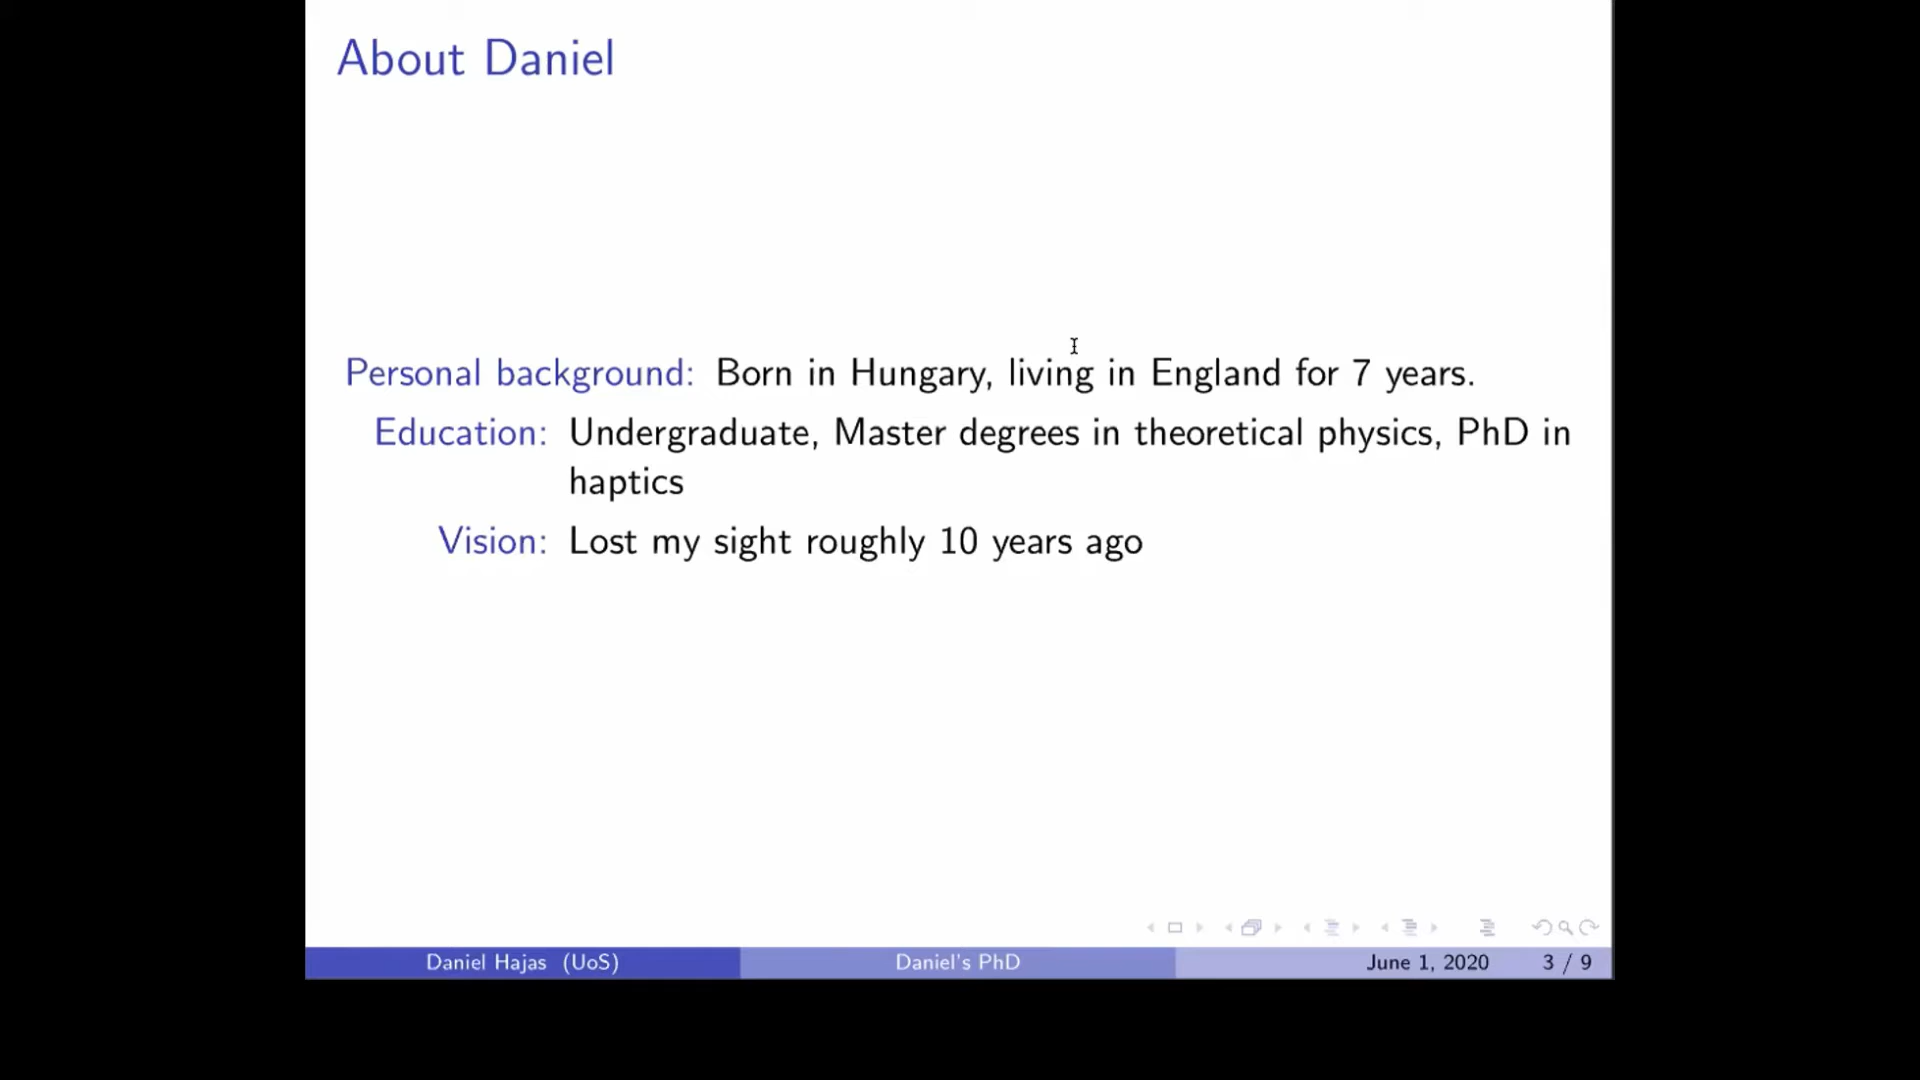 About Daniel
Personal background: Born in Hungary, living in England for 7 years.
Education: Undergraduate, Master degrees in theoretical physics, PhD in
haptics
Vision: Lost my sight roughly 10 years ago
Daniel Hajas (UoS) Daniel's PhD June 1, 2020 3 / 9